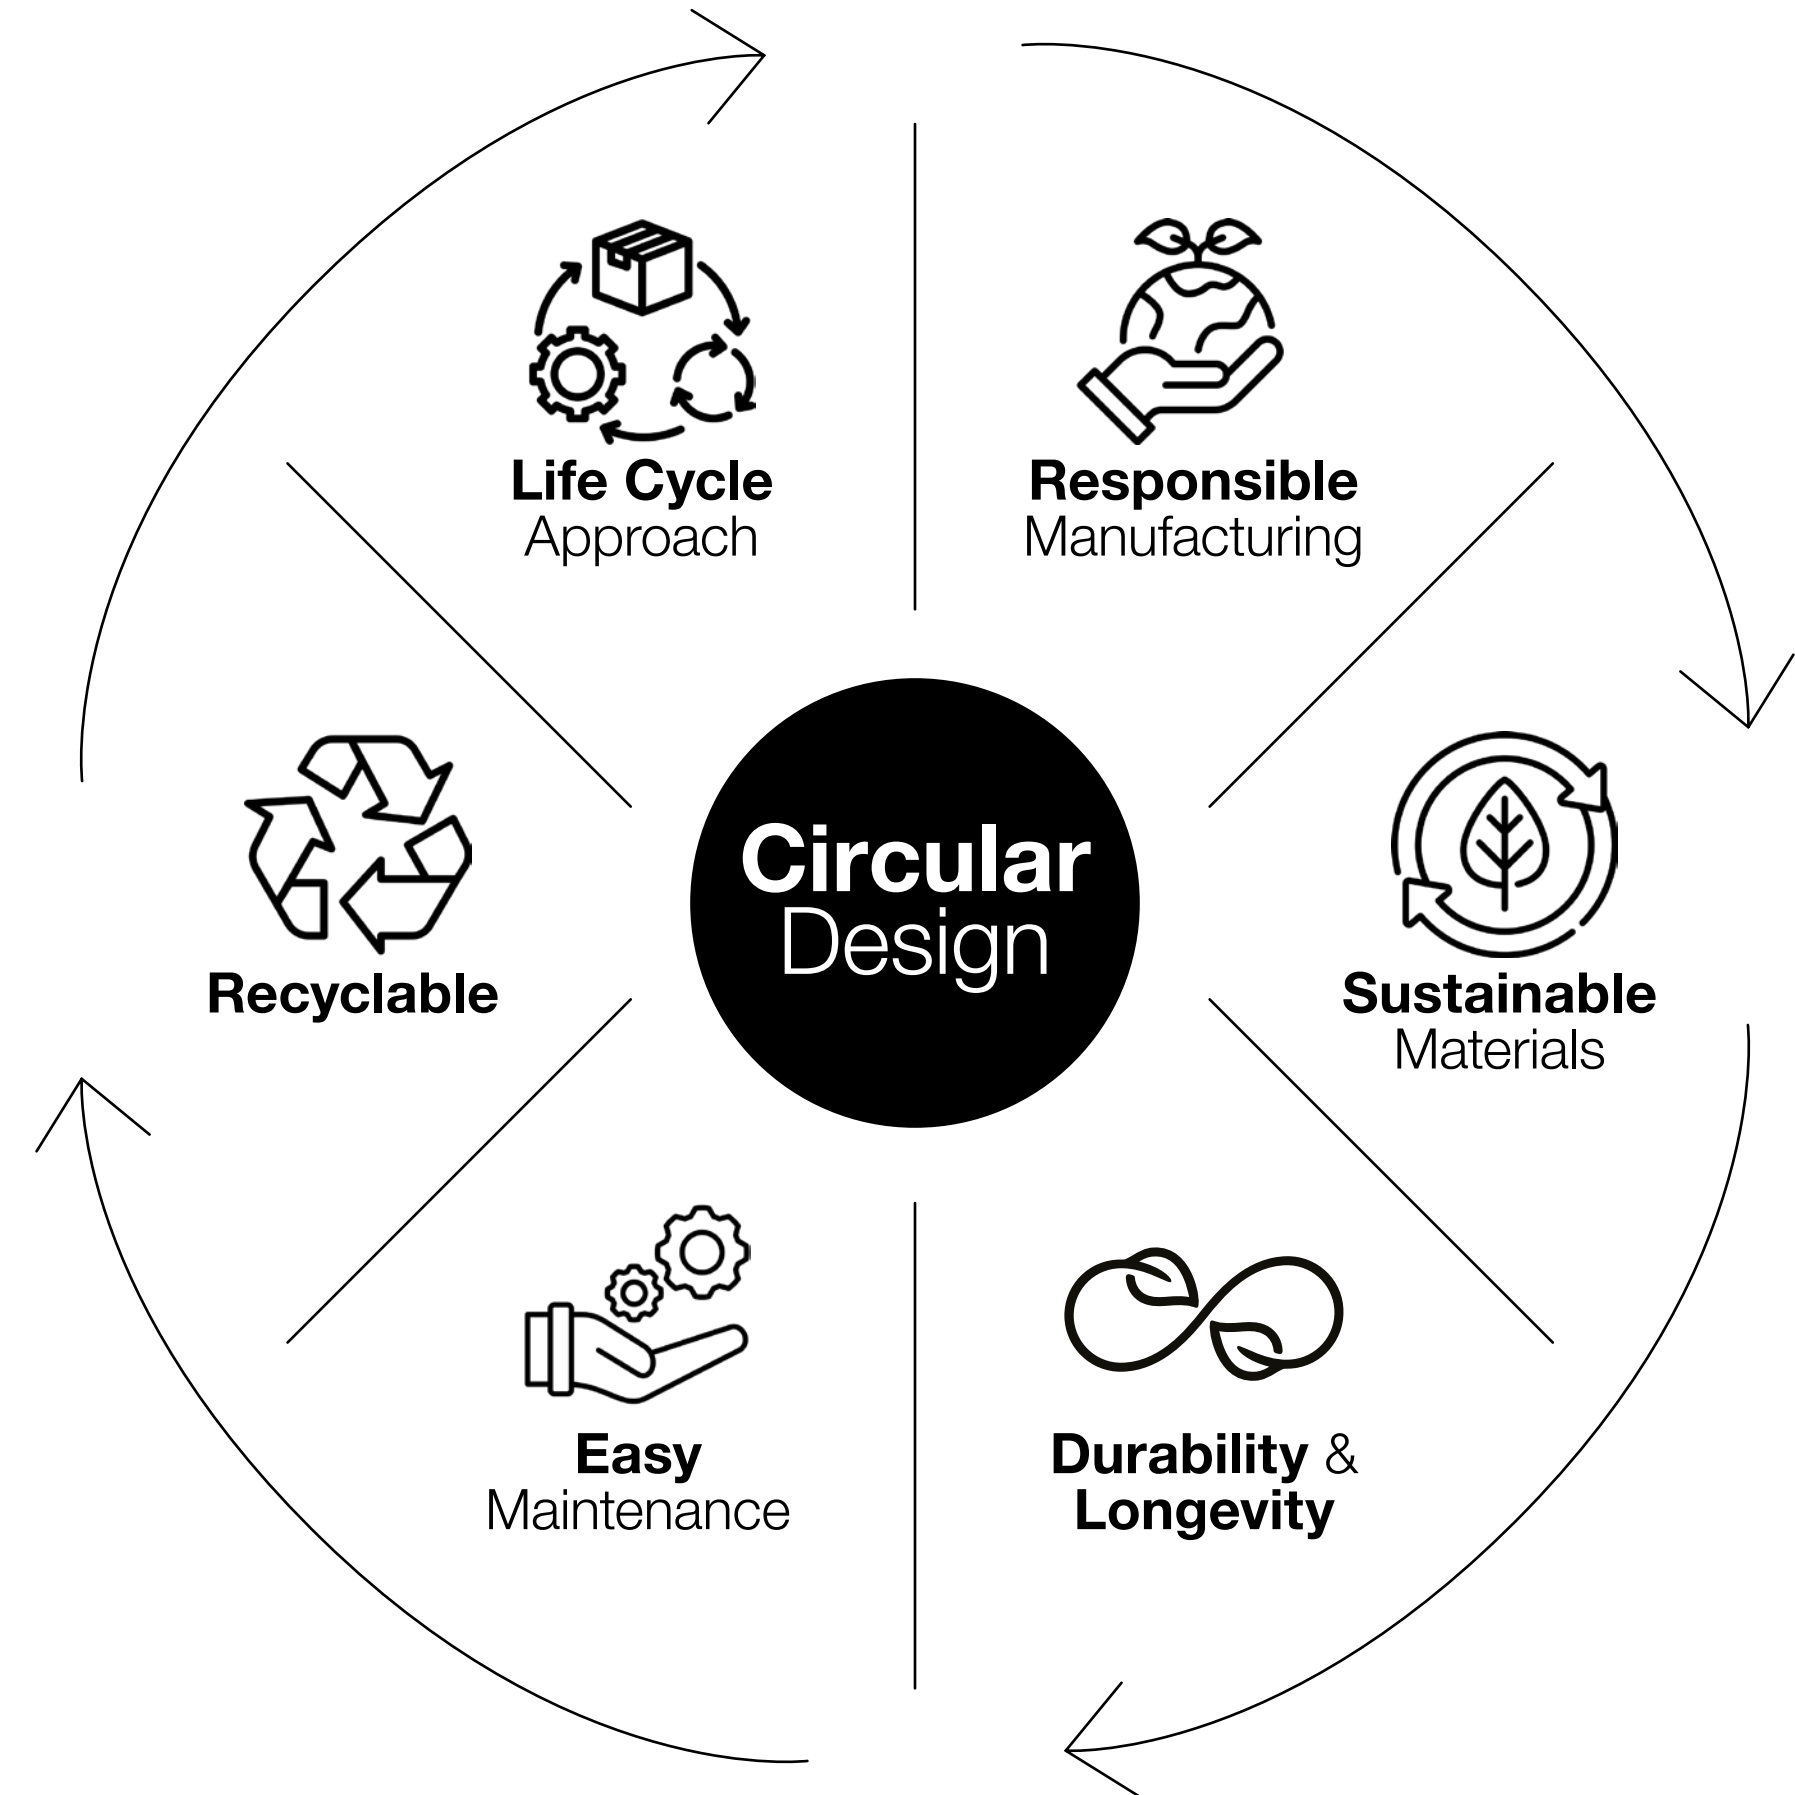 Life Cycle
Approach
Responsible
Manufacturing
Circular
Design
Recyclable
Sustainable
Materials
Easy
Maintenance
Durability &
Longevity